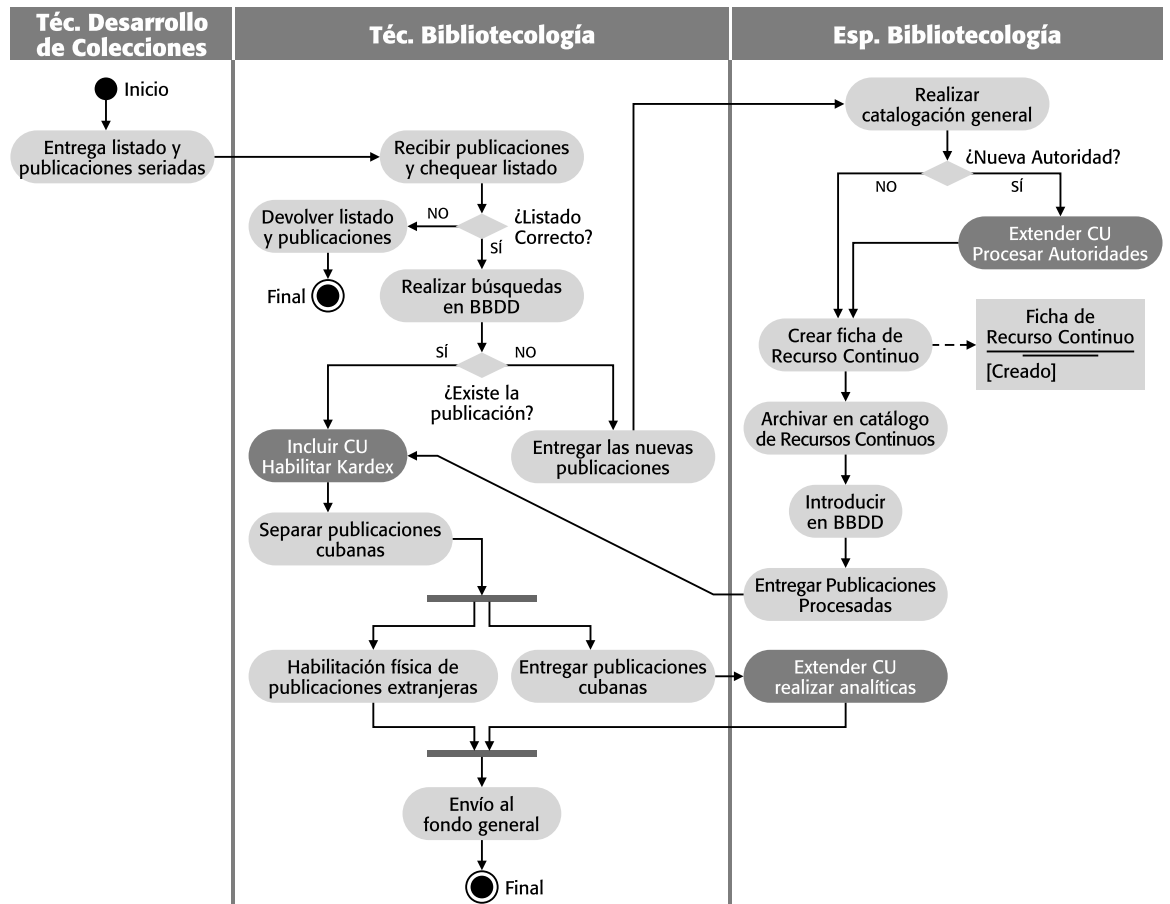 Téc. Desarrollo
de Colecciones
Téc. Bibliotecología
Esp. Bibliotecología
Inicio
Entrega listado y
publicaciones seriadas
Recibir publicaciones
y chequear listado
¿Listado
Correcto?
NO
SÍ
Devolver listado
y publicaciones
Final
Realizar búsquedas
en BBDD
SÍ
NO
¿Existe la
publicación?
Incluir CU
Habilitar Kardex
Entregar las nuevas
publicaciones
Separar publicaciones
cubanas
Habilitación física de
publicaciones extranjeras
Entregar publicaciones
cubanas
Envío al
fondo general
Final
Realizar
catalogación general
¿Nueva Autoridad?
NO
SÍ
Extender CU
Procesar Autoridades
Crear ficha de
Recurso Continuo
Ficha de
Recurso Continuo
[Creado]
Archivar en catálogo
de Recursos Continuos
Introducir
en BBDD
Entregar Publicaciones
Procesadas
Extender CU
realizar analíticas